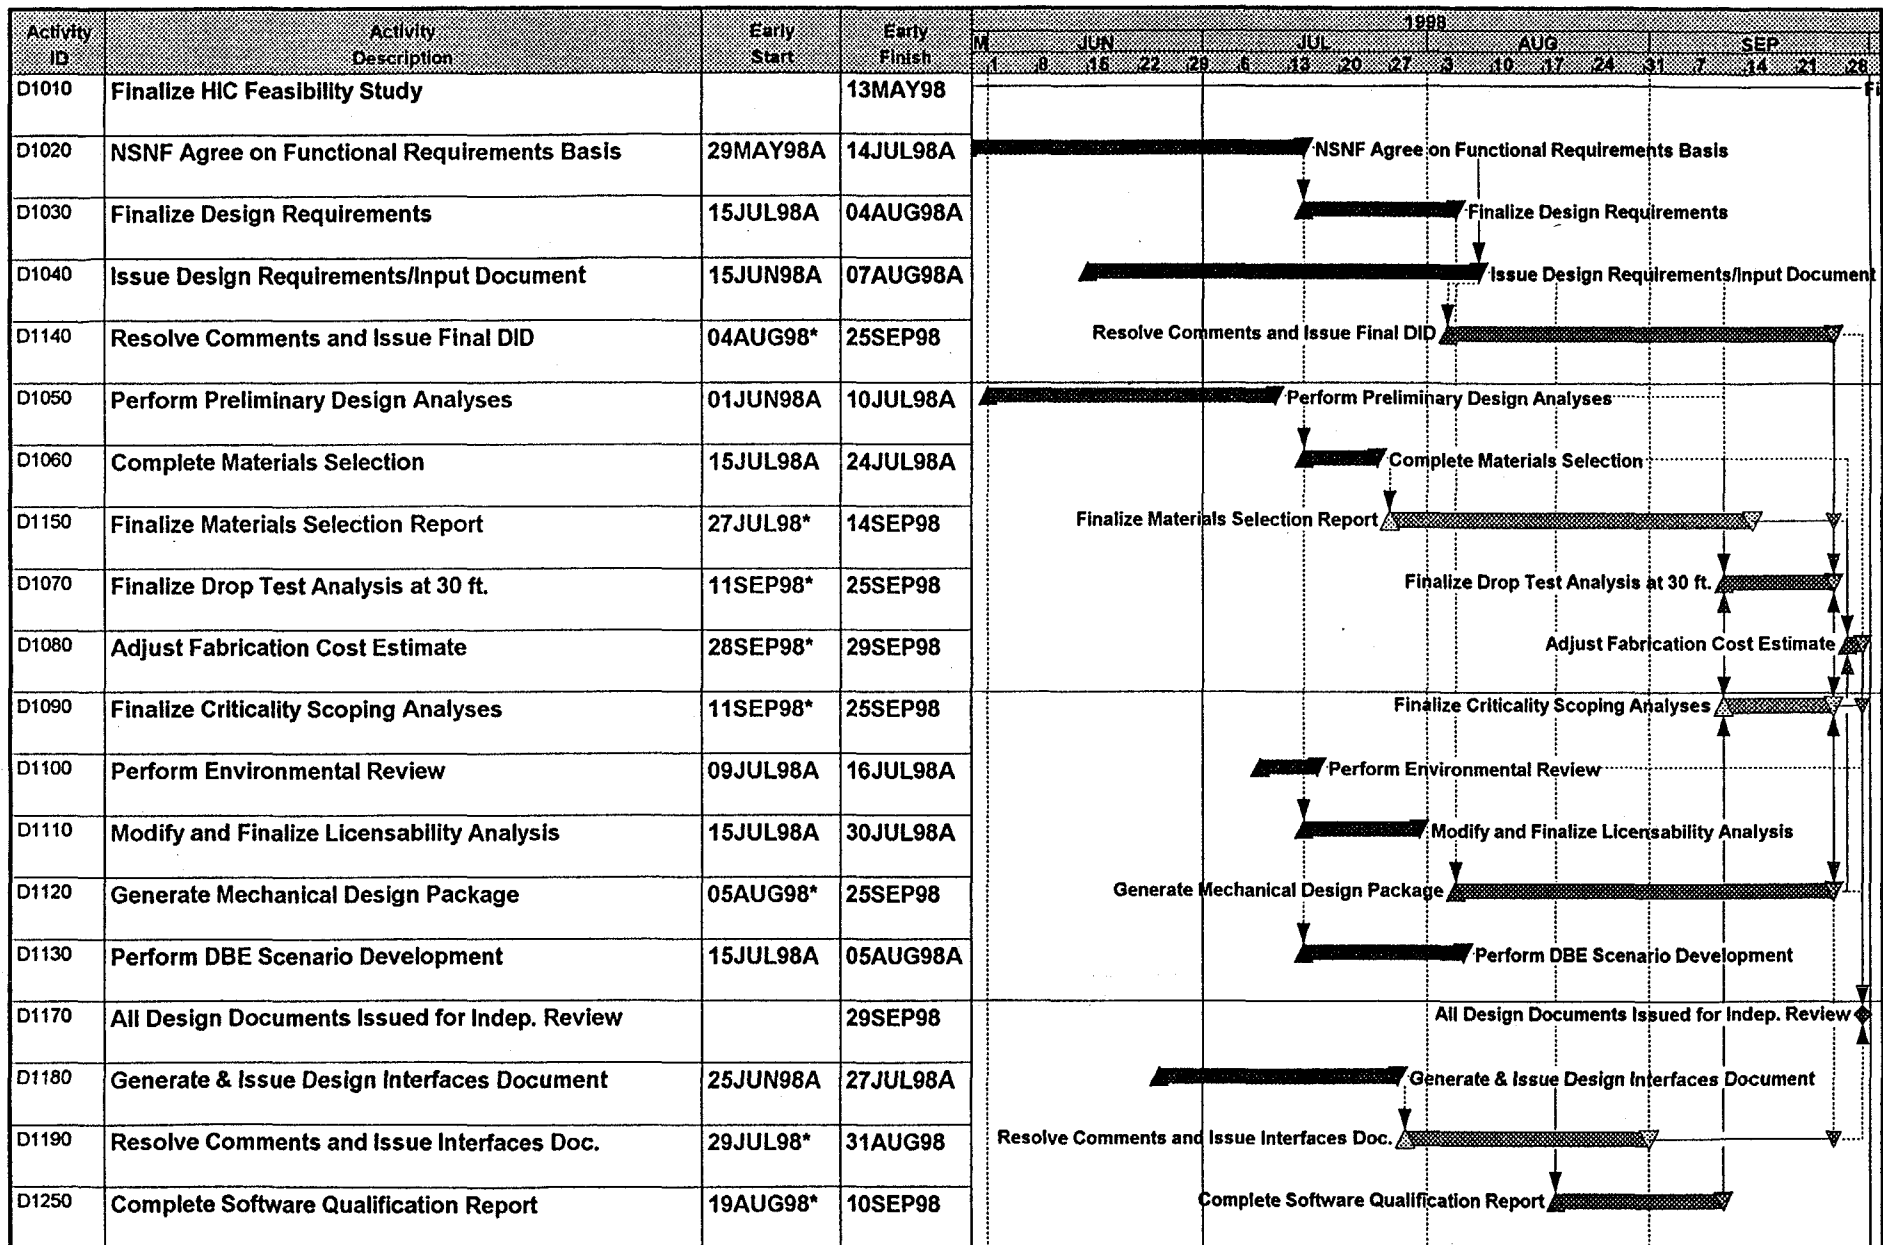 Activity ID Activity Description Early Start Early Finish 1998
M JUN JUL AUG SEP
1 8 16 22 29 6 13 20 27 3 10 17 24 31 7 14 21 28
D1010 Finalize HIC Feasibility Study 13MAY98 Fi
D1020 NSNF Agree on Functional Requirements Basis 29MAY98A 14JUL98A NSNF Agree on Functional Requirements Basis
D1030 Finalize Design Requirements 15JUL98A 04AUG98A Finalize Design Requirements
D1040 Issue Design Requirements/Input Document 15JUN98A 07AUG98A Issue Design Requirements/Input Document
D1140 Resolve Comments and Issue Final DID 04AUG98* 25SEP98 Resolve Comments and Issue Final DID
D1050 Perform Preliminary Design Analyses 01JUN98A 10JUL98A Perform Preliminary Design Analyses
D1060 Complete Materials Selection 15JUL98A 24JUL98A Complete Materials Selection
D1150 Finalize Materials Selection Report 27JUL98* 14SEP98 Finalize Materials Selection Report
D1070 Finalize Drop Test Analysis at 30 ft. 11SEP98* 25SEP98 Finalize Drop Test Analysis at 30 ft.
D1080 Adjust Fabrication Cost Estimate 28SEP98* 29SEP98 Adjust Fabrication Cost Estimate
D1090 Finalize Criticality Scoping Analyses 11SEP98* 25SEP98 Finalize Criticality Scoping Analyses
D1100 Perform Environmental Review 09JUL98A 16JUL98A Perform Environmental Review
D1110 Modify and Finalize Licensability Analysis 15JUL98A 30JUL98A Modify and Finalize Licensability Analysis
D1120 Generate Mechanical Design Package 05AUG98* 25SEP98 Generate Mechanical Design Package
D1130 Perform DBE Scenario Development 15JUL98A 05AUG98A Perform DBE Scenario Development
D1170 All Design Documents Issued for Indep. Review 29SEP98 All Design Documents Issued for Indep. Review
D1180 Generate & Issue Design Interfaces Document 25JUN98A 27JUL98A Generate & Issue Design Interfaces Document
D1190 Resolve Comments and Issue Interfaces Doc. 29JUL98* 31AUG98 Resolve Comments and Issue Interfaces Doc.
D1250 Complete Software Qualification Report 19AUG98* 10SEP98 Complete Software Qualification Report